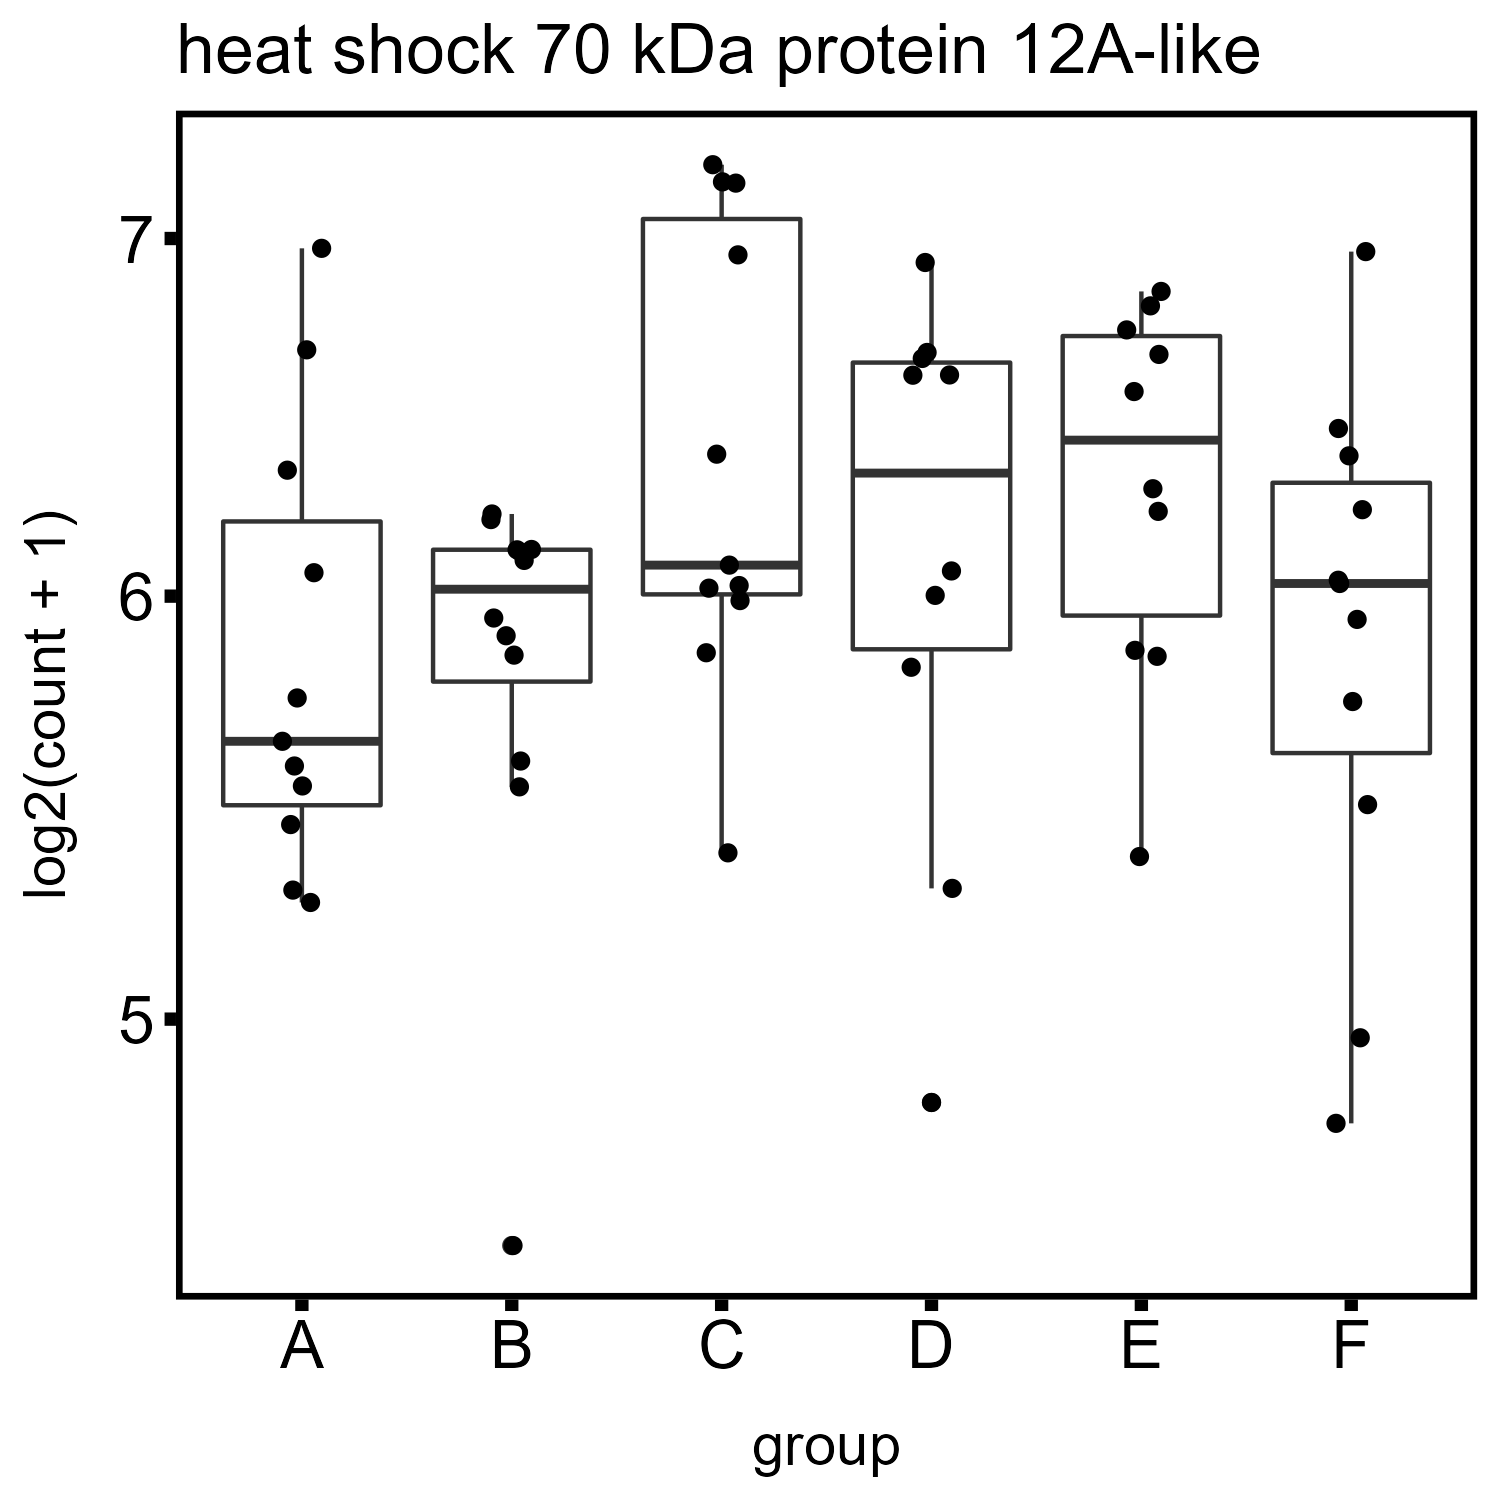 heat shock 70 kDa protein 12A-like
log2(count + 1)
7
6
5
A B C D E F
group